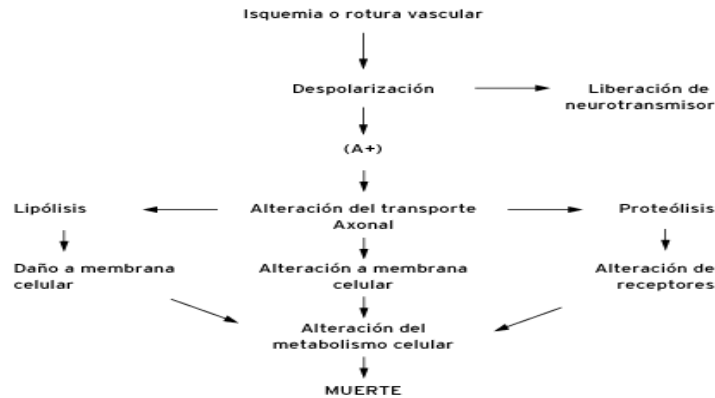 Isquemia o rotura vascular
Despolarización
Liberación de
neurotransmisor
(A+)
Lipólisis
Alteración del transporte
Axonal
Proteólisis
Daño a membrana
celular
Alteración a membrana
celular
Alteración de
receptores
Alteración del
metabolismo celular
MUERTE